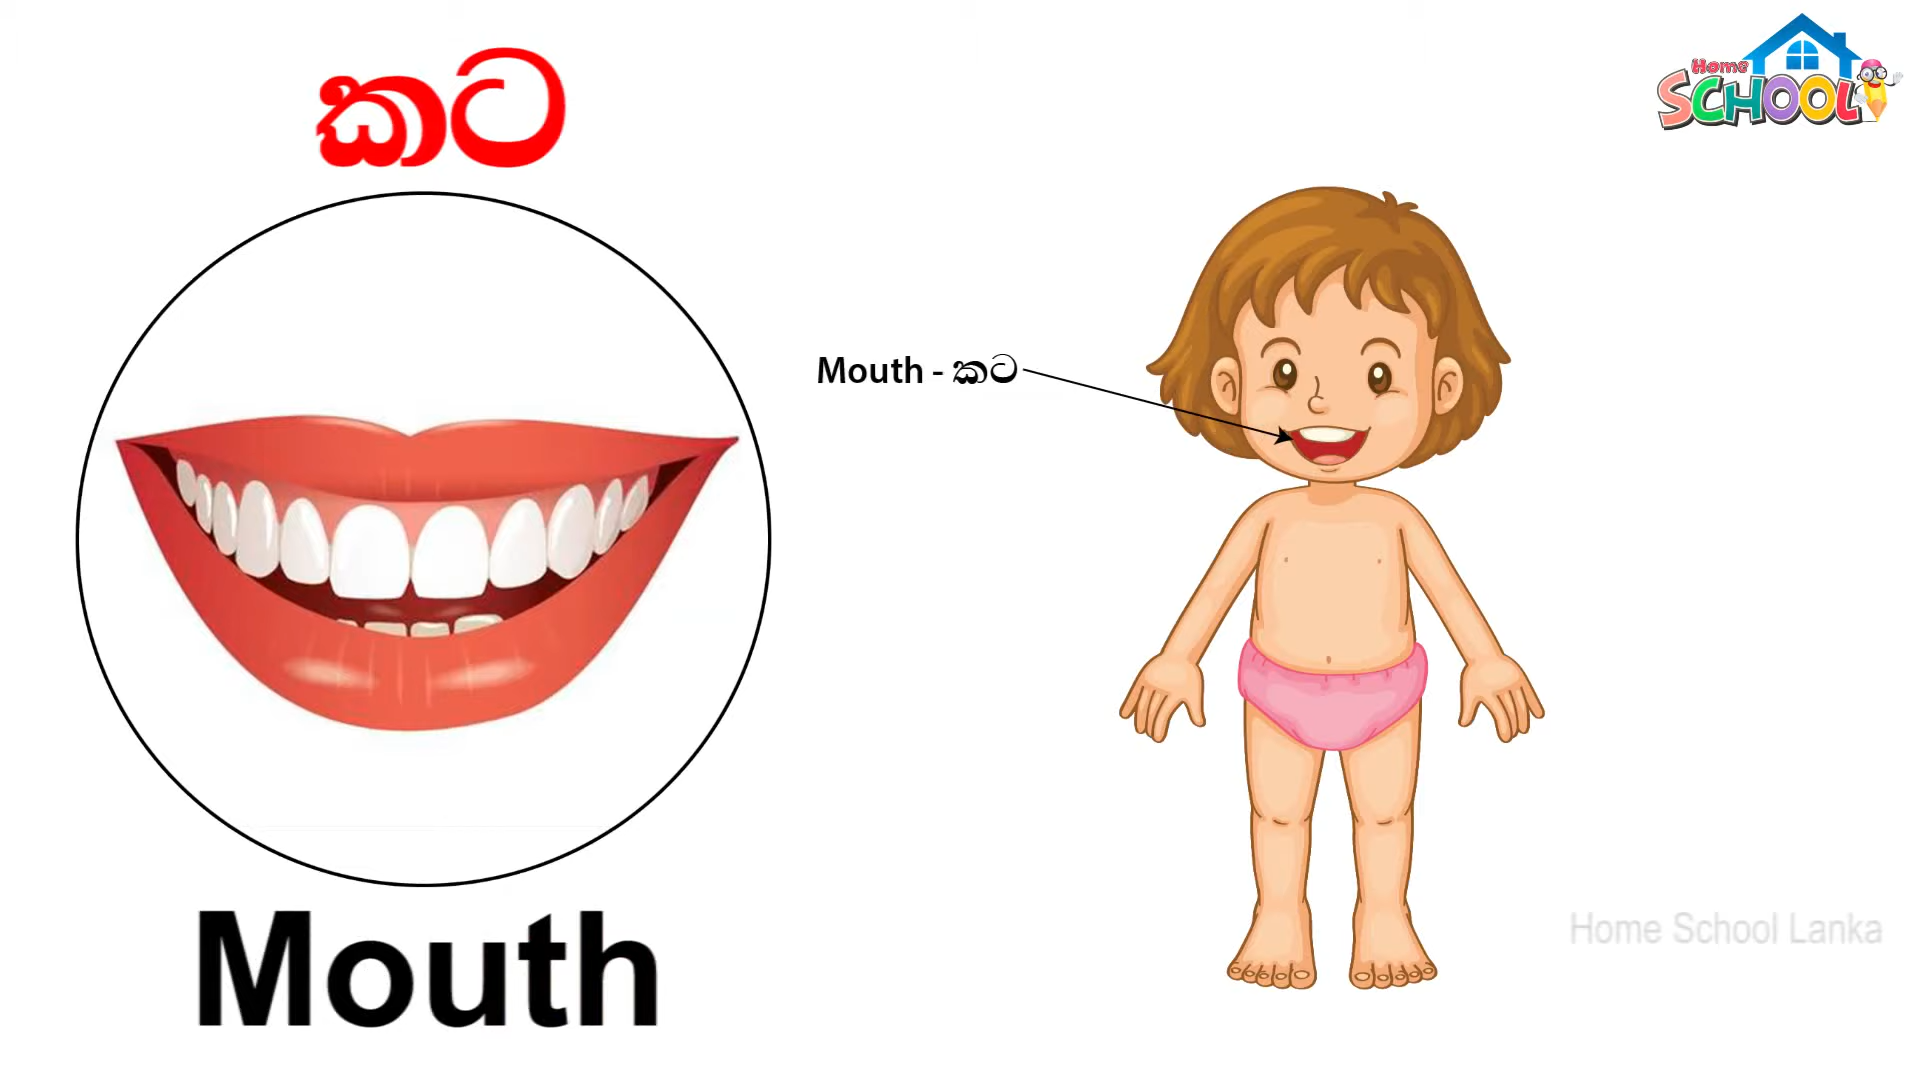 කට
Home
SCHOOL
Mouth - කට
Mouth
Home School Lanka